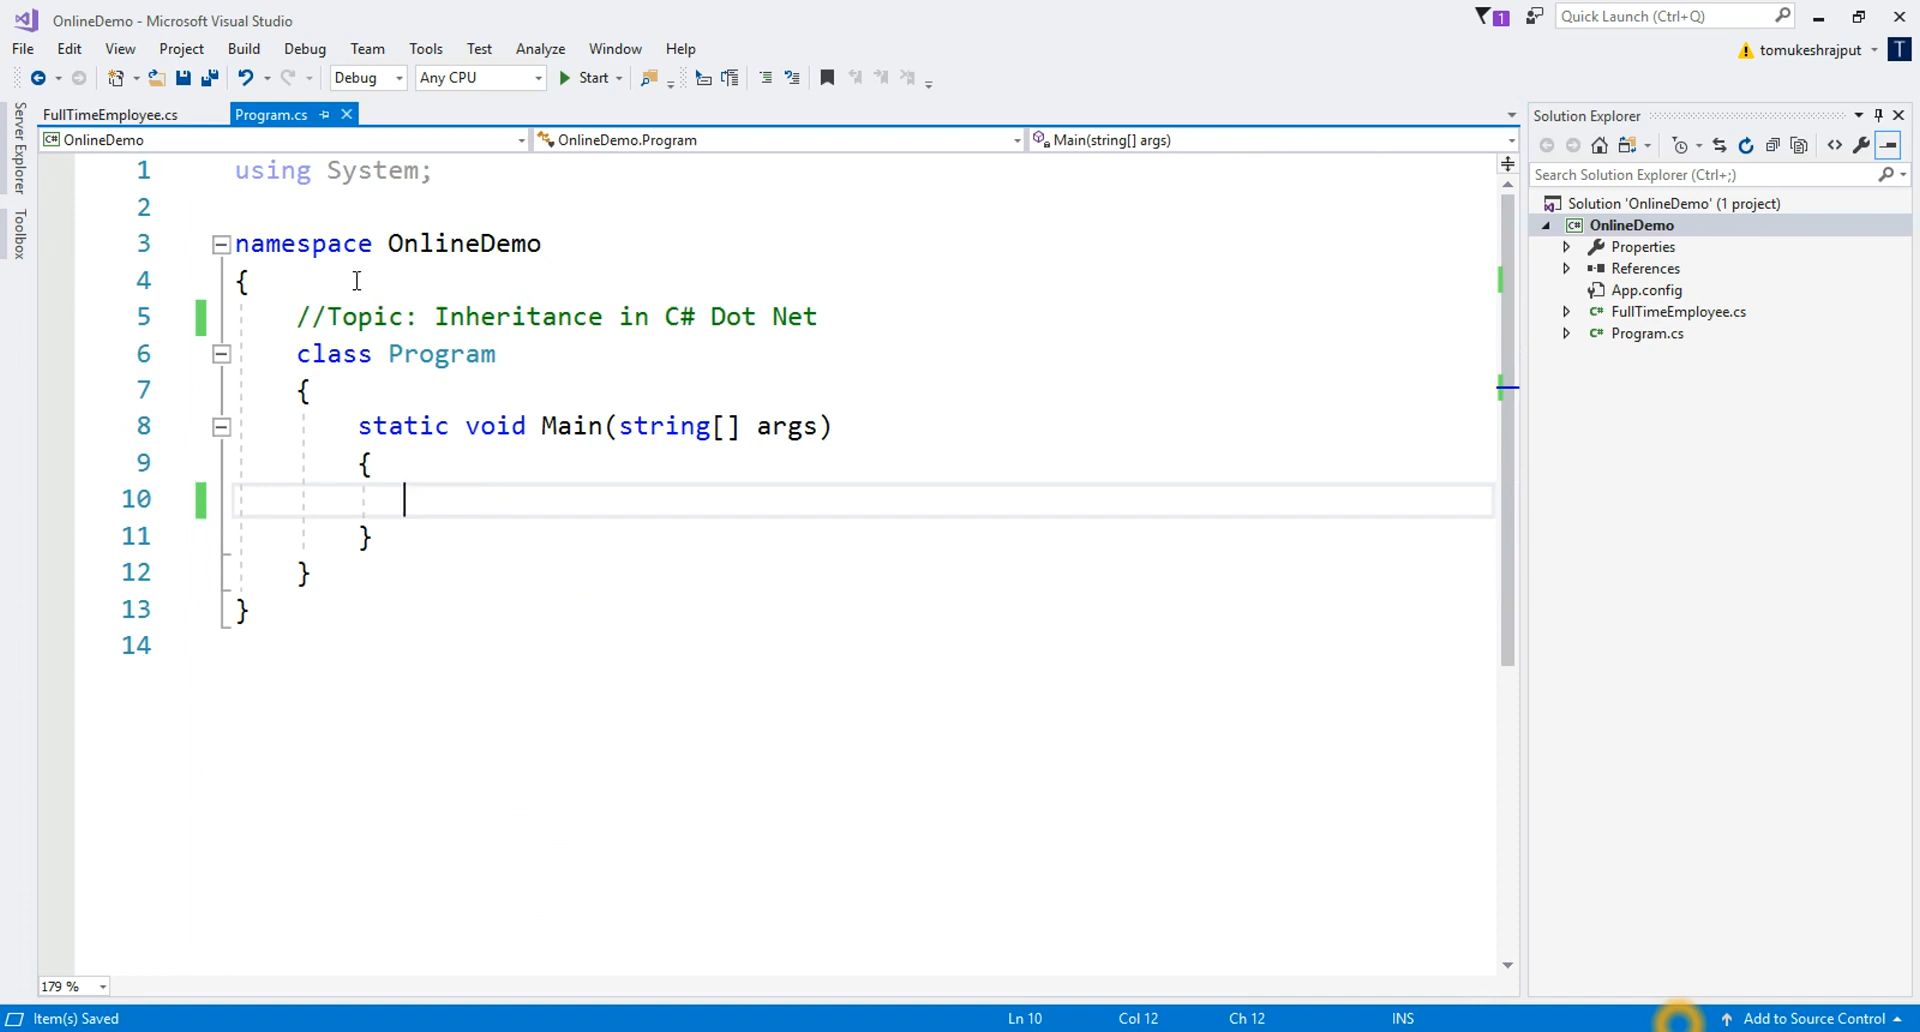 OnlineDemo - Microsoft Visual Studio
1
Quick Launch (Ctrl+Q)
File Edit View Project Build Debug Team Tools Test Analyze Window Help
tomukeshrajput T
Debug Any CPU Start
FullTimeEmployee.cs Program.cs
C# OnlineDemo OnlineDemo.Program Main(string[] args)
Server Explorer
Toolbox
1 using System;
2
3 namespace OnlineDemo
4 {
5 //Topic: Inheritance in C# Dot Net
6 class Program
7 {
8 static void Main(string[] args)
9 {
10
11 }
12 }
13 }
14
179 %
Solution Explorer
Search Solution Explorer (Ctrl+;)
Solution 'OnlineDemo' (1 project)
C# OnlineDemo
Properties
References
App.config
C# FullTimeEmployee.cs
C# Program.cs
Item(s) Saved Ln 10 Col 12 Ch 12 INS Add to Source Control